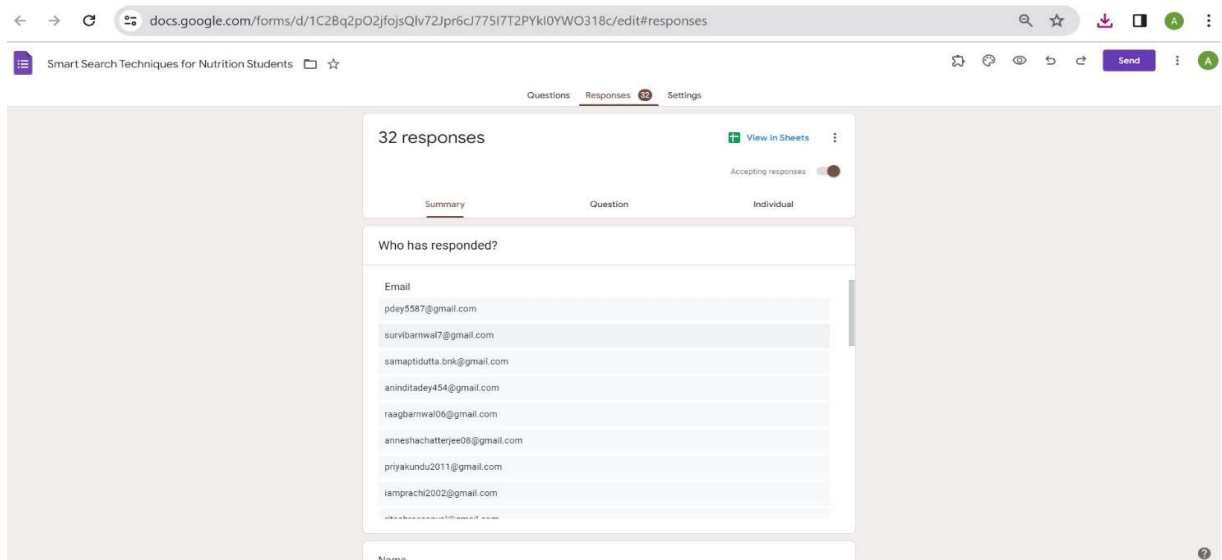 docs.google.com/forms/d/1C2Bq2pO2jfojsQlv72Jpr6cJ775I7T2PYkI0YWO318c/edit#responses
A
Smart Search Techniques for Nutrition Students
Send
A
Questions Responses 32 Settings
32 responses
View in Sheets
Accepting responses
Summary Question Individual
Who has responded?
Email
pdey5587@gmail.com
survibarnwal7@gmail.com
samaptidutta.bnk@gmail.com
aninditadey454@gmail.com
raagbarnwal06@gmail.com
anneshachatterjee08@gmail.com
priyakundu2011@gmail.com
iamprachi2002@gmail.com
Name